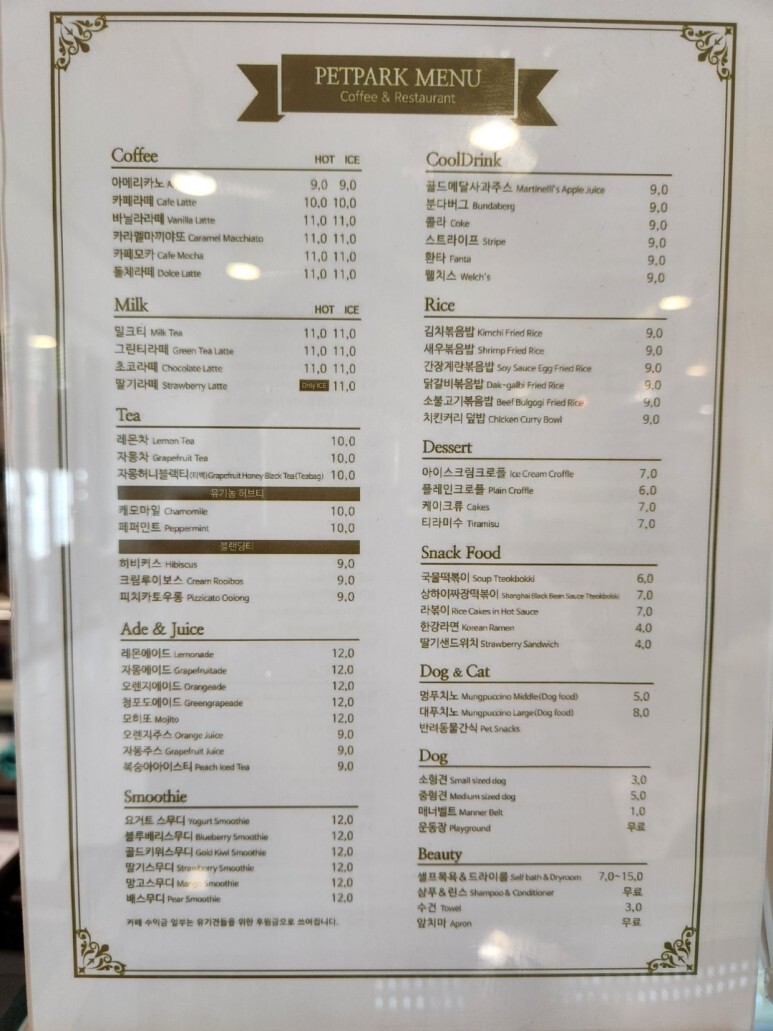 PETPARK MENU
Coffee & Restaurant
Coffee HOT ICE
아메리카노 9,0 9,0
카페라떼 Cafe Latte 10,0 10,0
바닐라라떼 Vanilla Latte 11,0 11,0
카라멜마끼야또 Caramel Macchiato 11,0 11,0
카페모카 Cafe Mocha 11,0 11,0
돌체라떼 Dolce Latte 11,0 11,0
Milk HOT ICE
밀크티 Milk Tea 11,0 11,0
그린티라떼 Green Tea Latte 11,0 11,0
초코라떼 Chocolate Latte 11,0 11,0
딸기라떼 Strawberry Latte Only ICE 11,0
Tea
레몬차 Lemon Tea 10,0
자몽차 Grapefruit Tea 10,0
자몽허니블랙티(티백)Grapefruit Honey Black Tea(Teabag) 10,0
유기농 허브티
캐모마일 Chamomile 10,0
페퍼민트 Peppermint 10,0
블랜딩티
히비커스 Hibiscus 9,0
크림루이보스 Cream Rooibos 9,0
피치카토우롱 Pizzicato Oolong 9,0
Ade & Juice
레몬에이드 Lemonade 12,0
자몽에이드 Grapefruitade 12,0
오렌지에이드 Orangeade 12,0
청포도에이드 Greengrapeade 12,0
모히또 Mojito 12,0
오렌지주스 Orange Juice 9,0
자몽주스 Grapefruit Juice 9,0
복숭아아이스티 Peach Iced Tea 9,0
Smoothie
요거트 스무디 Yogurt Smoothie 12,0
블루베리스무디 Blueberry Smoothie 12,0
골드키위스무디 Gold Kiwi Smoothie 12,0
딸기스무디 Strawberry Smoothie 12,0
망고스무디 Mango Smoothie 12,0
배스무디 Pear Smoothie 12,0
카페 수익금 일부는 유기견들을 위한 후원금으로 쓰여집니다.
CoolDrink
골드메달사과주스 Martinelli's Apple Juice 9,0
분다버그 Bundaberg 9,0
콜라 Coke 9,0
스트라이프 Stripe 9,0
환타 Fanta 9,0
웰치스 Welch's 9,0
Rice
김치볶음밥 Kimchi Fried Rice 9,0
새우볶음밥 Shrimp Fried Rice 9,0
간장계란볶음밥 Soy Sauce Egg Fried Rice 9,0
닭갈비볶음밥 Dak-galbi Fried Rice 9,0
소불고기볶음밥 Beef Bulgogi Fried Rice 9,0
치킨커리 덮밥 Chicken Curry Bowl 9,0
Dessert
아이스크림크로플 Ice Cream Croffle 7,0
플레인크로플 Plain Croffle 6,0
케이크류 Cakes 7,0
티라미수 Tiramisu 7,0
Snack Food
국물떡볶이 Soup Tteokbokki 6,0
상하이짜장떡볶이 Shanghai Black Bean Sauce Tteokbokki 7,0
라볶이 Rice Cakes in Hot Sauce 7,0
한강라면 Korean Ramen 4,0
딸기샌드위치 Strawberry Sandwich 4,0
Dog & Cat
멍푸치노 Mungpuccino Middle(Dog food) 5,0
대푸치노 Mungpuccino Large(Dog food) 8,0
반려동물간식 Pet Snacks
Dog
소형견 Small sized dog 3,0
중형견 Medium sized dog 5,0
매너벨트 Manner Belt 1,0
운동장 Playground 무료
Beauty
셀프목욕&드라이룸 Self bath & Dryroom 7,0~15,0
샴푸&린스 Shampoo & Conditioner 무료
수건 Towel 3,0
앞치마 Apron 무료